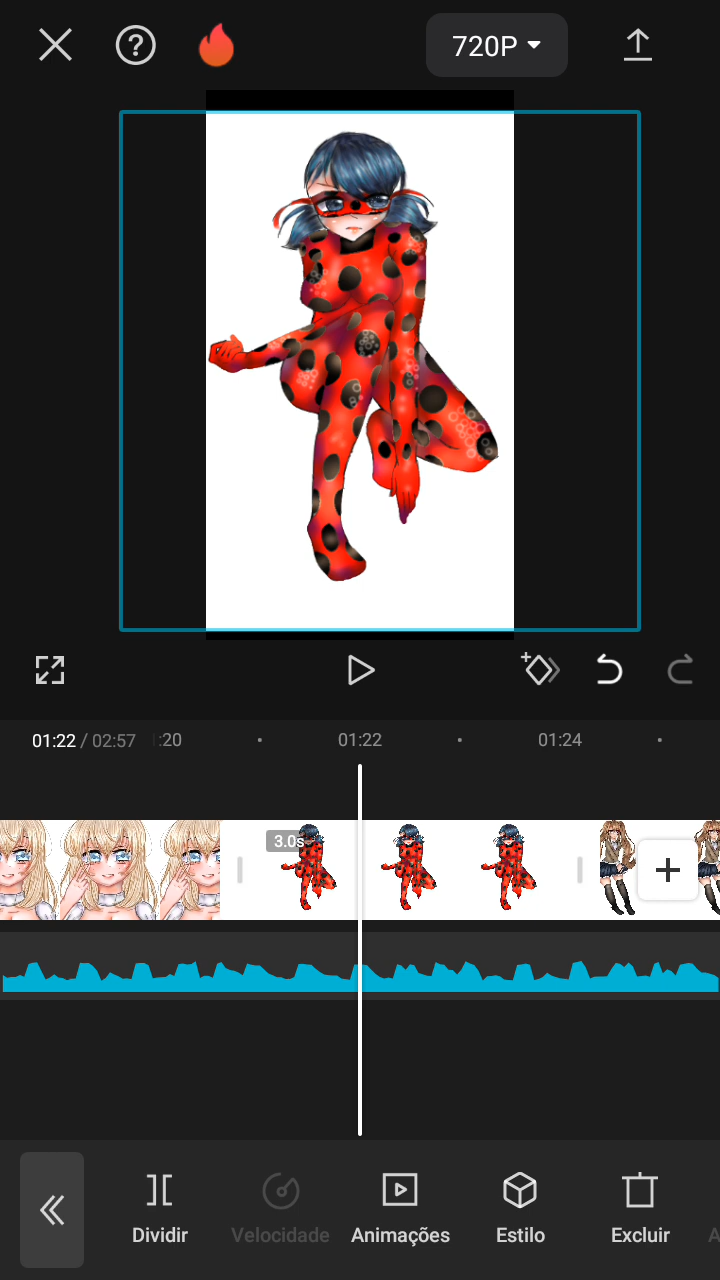 720P
01:22 / 02:57
:20
01:22
01:24
3.0s
Dividir
Velocidade
Animações
Estilo
Excluir